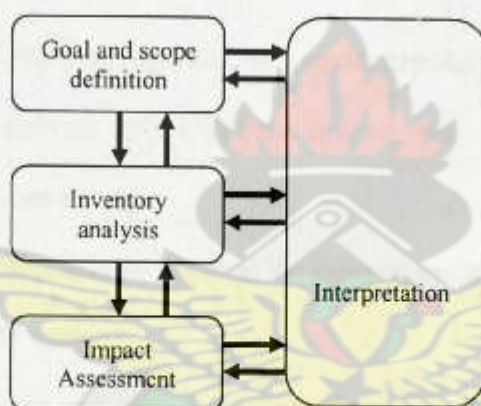 Goal and scope
definition
Inventory
analysis
Interpretation
Impact
Assessment